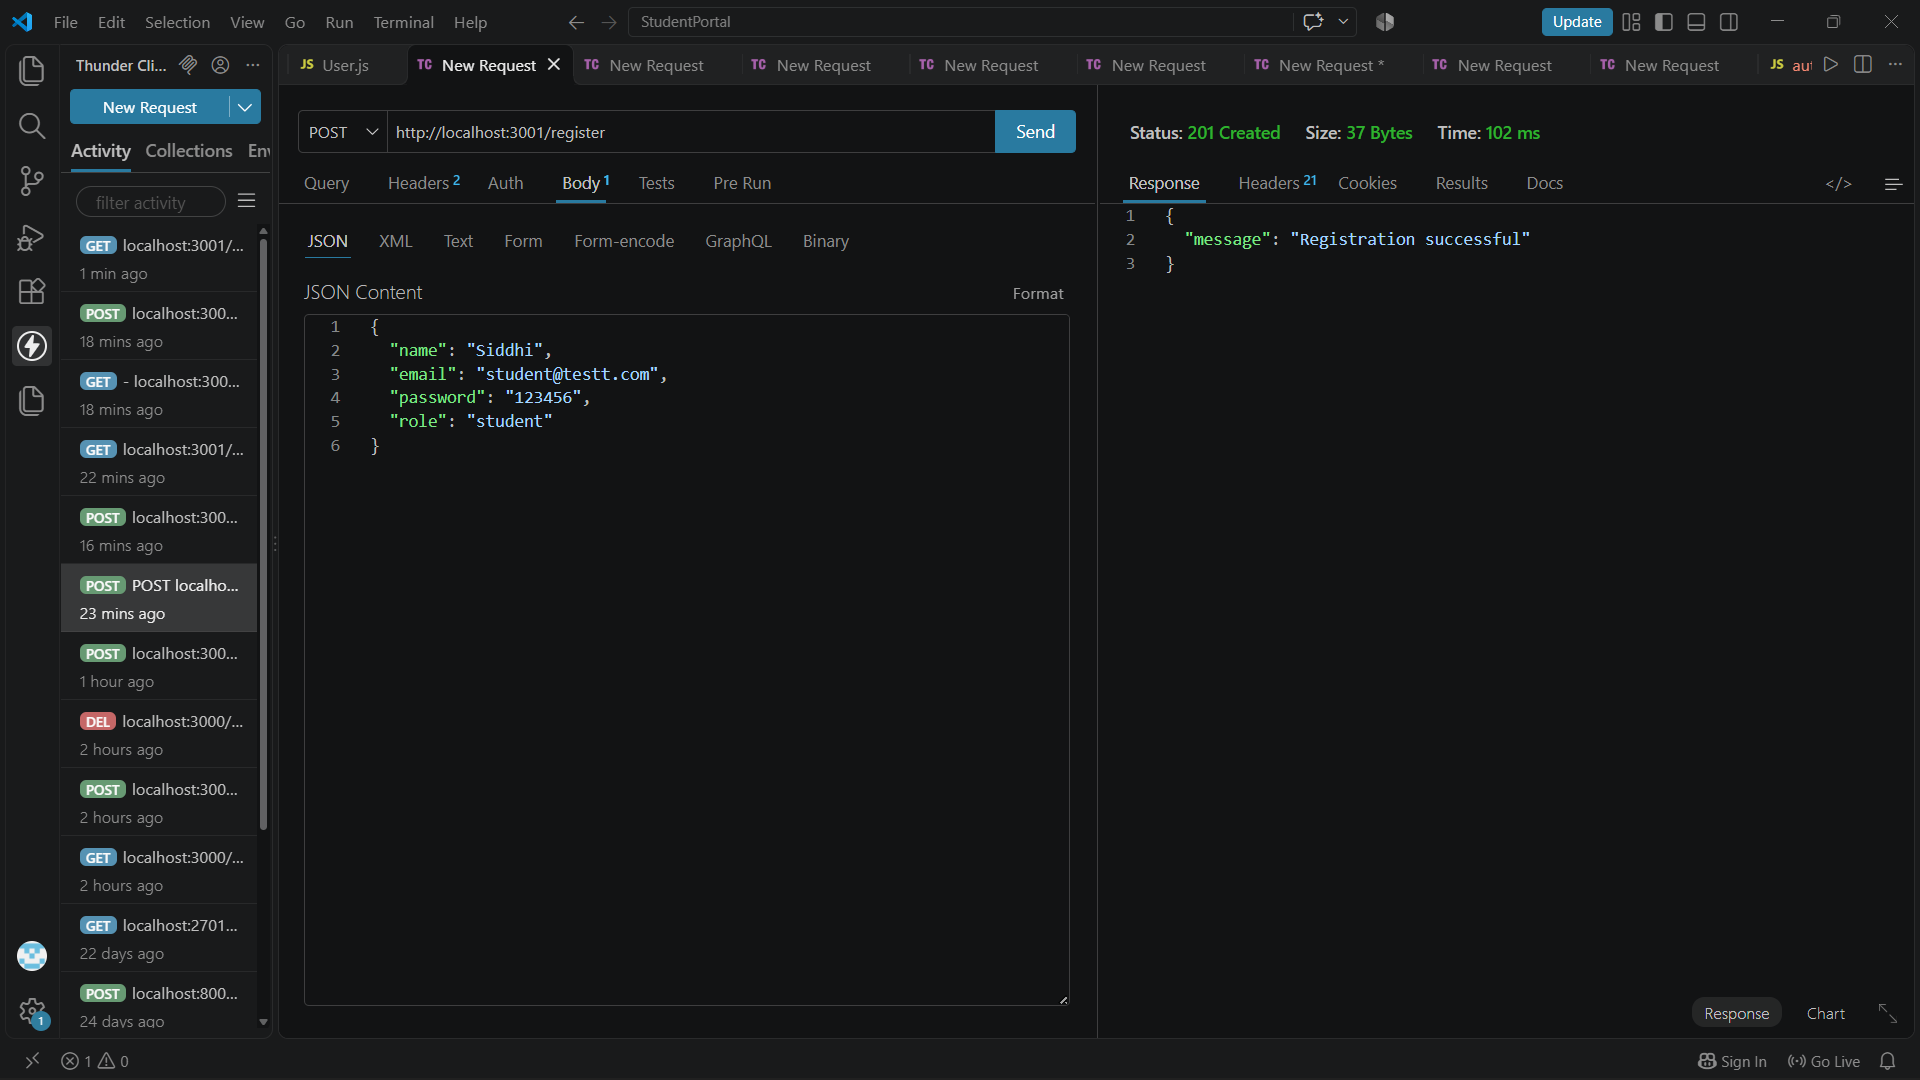 File Edit Selection View Go Run Terminal Help
StudentPortal
Update
Thunder Cli...
New Request
Activity Collections Env
filter activity
GET localhost:3001/...
1 min ago
POST localhost:300...
18 mins ago
GET - localhost:300...
18 mins ago
GET localhost:3001/...
22 mins ago
POST localhost:300...
16 mins ago
POST POST localho...
23 mins ago
POST localhost:300...
1 hour ago
DEL localhost:3000/...
2 hours ago
POST localhost:300...
2 hours ago
GET localhost:3000/...
2 hours ago
GET localhost:2701...
22 days ago
POST localhost:800...
24 days ago
1
JS User.js TC New Request TC New Request TC New Request TC New Request TC New Request TC New Request * TC New Request TC New Request JS aut
POST http://localhost:3001/register Send
Query Headers 2 Auth Body 1 Tests Pre Run
JSON XML Text Form Form-encode GraphQL Binary
JSON Content Format
1 {
2 "name": "Siddhi",
3 "email": "student@testt.com",
4 "password": "123456",
5 "role": "student"
6 }
Status: 201 Created Size: 37 Bytes Time: 102 ms
Response Headers 21 Cookies Results Docs </>
1 {
2 "message": "Registration successful"
3 }
Response Chart
1 0
Sign In Go Live